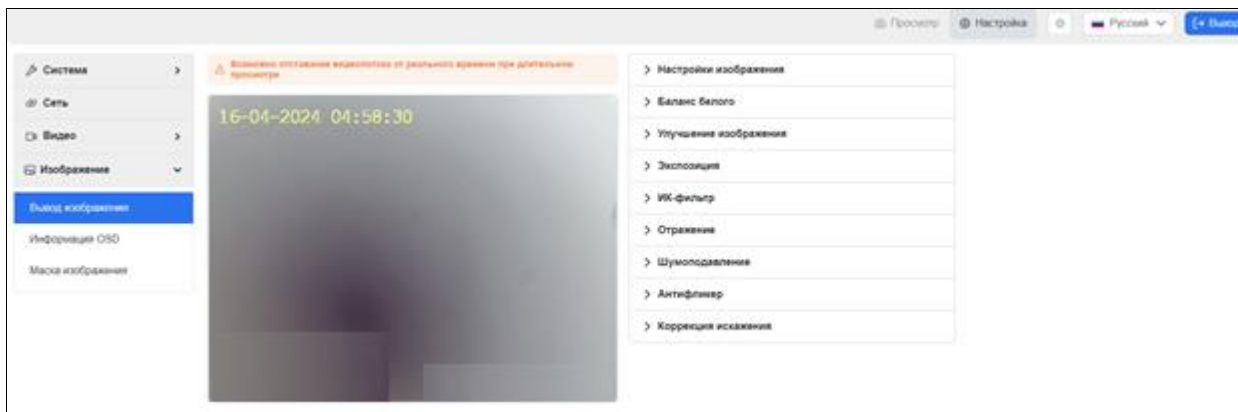 Просмотр Настройка Русский Выход
Система
Сеть
Видео
Изображение
Вывод изображения
Информация OSD
Маска изображения
Возможно отставание видеопотока от реального времени при длительном
просмотре
16-04-2024 04:58:30
Настройки изображения
Баланс белого
Улучшение изображения
Экспозиция
ИК-фильтр
Отражение
Шумоподавление
Антифликер
Коррекция искажения